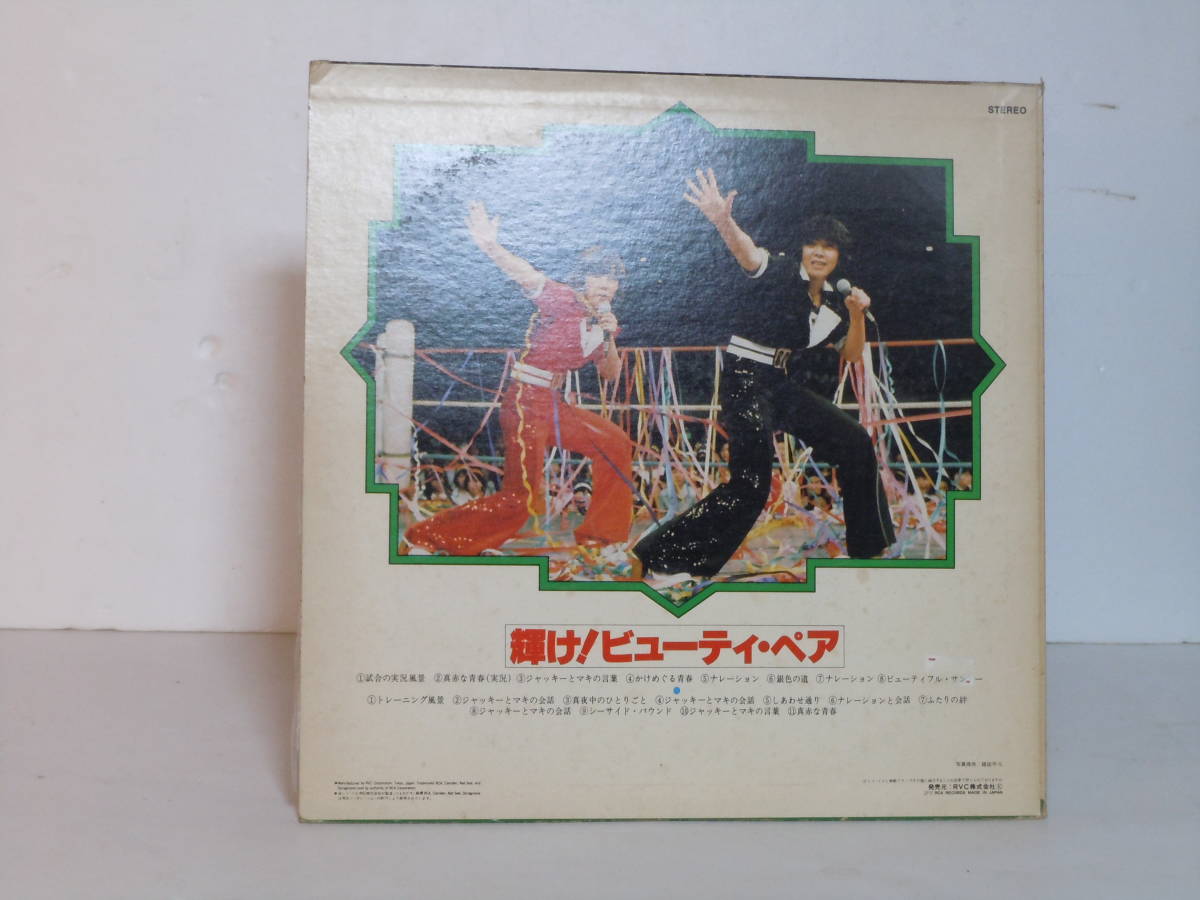 STEREO
輝け!ビューティ・ペア
①試合の実況風景 ②真赤な青春(実況) ③ジャッキーとマキの言葉 ④かけめぐる青春 ⑤ナレーション ⑥銀色の道 ⑦ナレーション ⑧ビューティフル・サン
①トレーニング風景 ②ジャッキーとマキの会話 ③真夜中のひとりごと ④ジャッキーとマキの会話 ⑤しあわせ通り ⑥ナレーションと会話 ⑦ふたりの絆
⑧ジャッキーとマキの会話 ⑨シーサイド・バウンド ⑩ジャッキーとマキの言葉 ⑪真赤な青春
発売元:RVC株式会社
RCA RECORDS MADE IN JAPAN